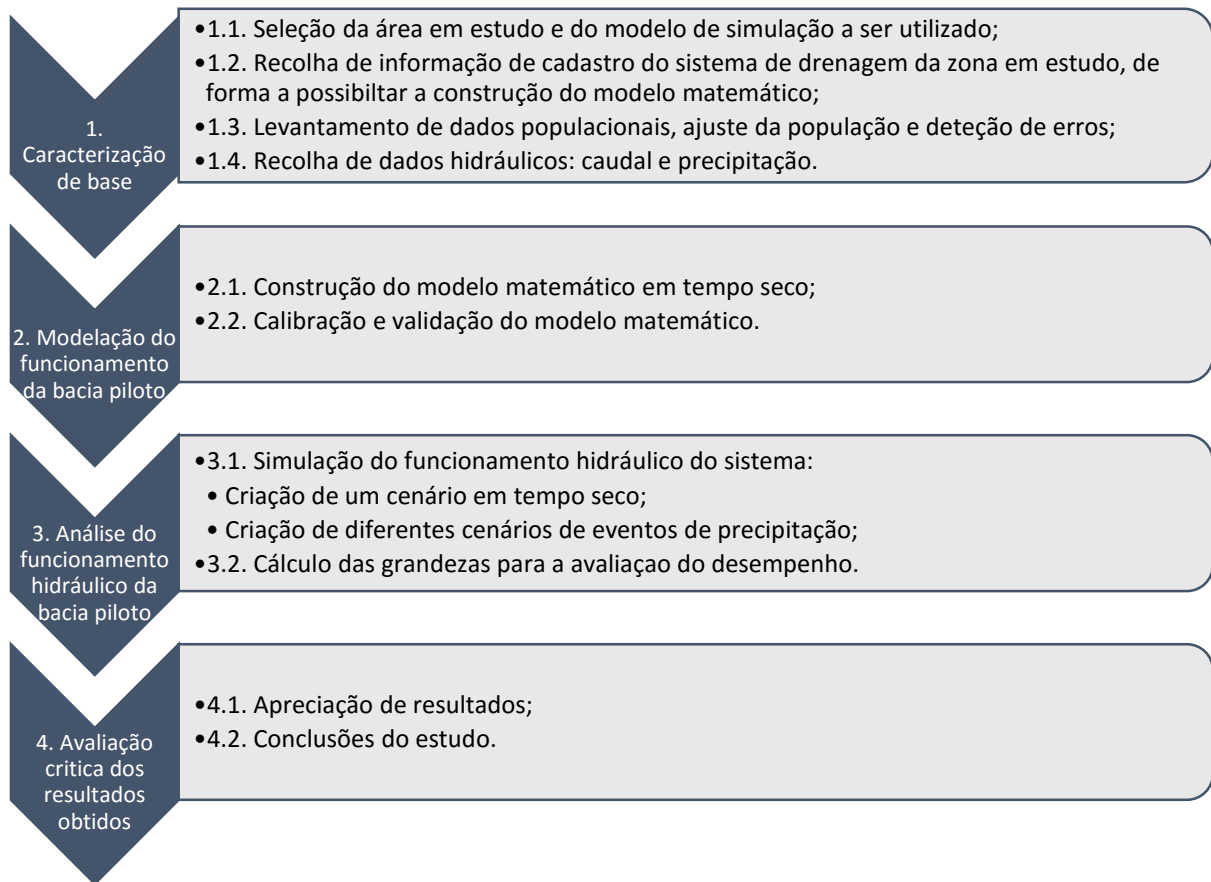 1.
Caracterização
de base
•1.1. Seleção da área em estudo e do modelo de simulação a ser utilizado;
•1.2. Recolha de informação de cadastro do sistema de drenagem da zona em estudo, de
forma a possibiltar a construção do modelo matemático;
•1.3. Levantamento de dados populacionais, ajuste da população e deteção de erros;
•1.4. Recolha de dados hidráulicos: caudal e precipitação.
2. Modelação do
funcionamento
da bacia piloto
•2.1. Construção do modelo matemático em tempo seco;
•2.2. Calibração e validação do modelo matemático.
3. Análise do
funcionamento
hidráulico da
bacia piloto
•3.1. Simulação do funcionamento hidráulico do sistema:
• Criação de um cenário em tempo seco;
• Criação de diferentes cenários de eventos de precipitação;
•3.2. Cálculo das grandezas para a avaliaçao do desempenho.
4. Avaliação
critica dos
resultados
obtidos
•4.1. Apreciação de resultados;
•4.2. Conclusões do estudo.